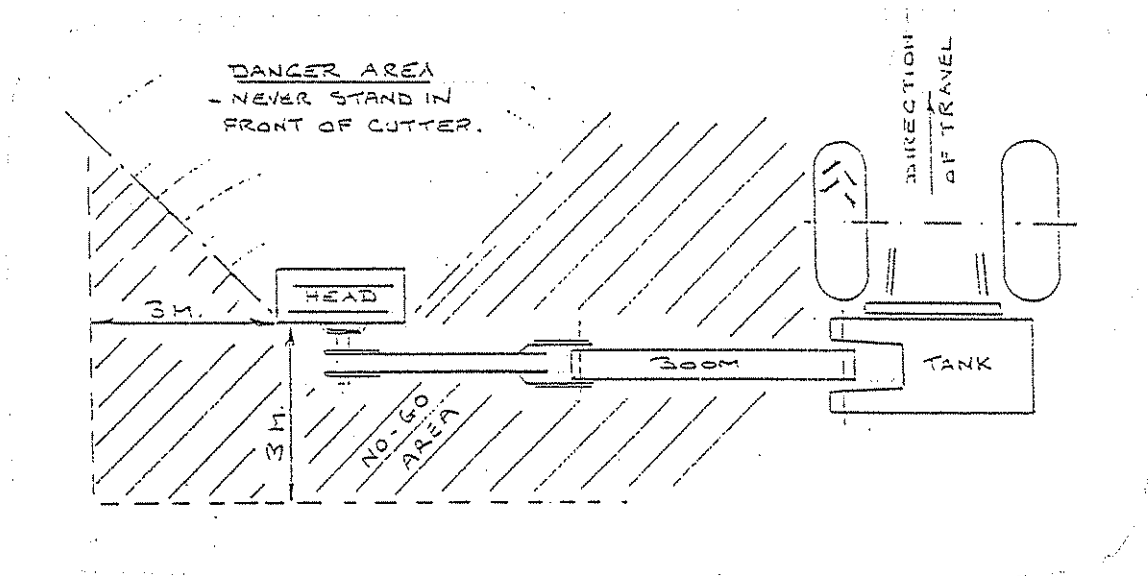 DANGER AREA
- NEVER STAND IN
FRONT OF CUTTER.
DIRECTION
OF TRAVEL
HEAD
3M.
BOOM
TANK
3M.
NO-GO
AREA